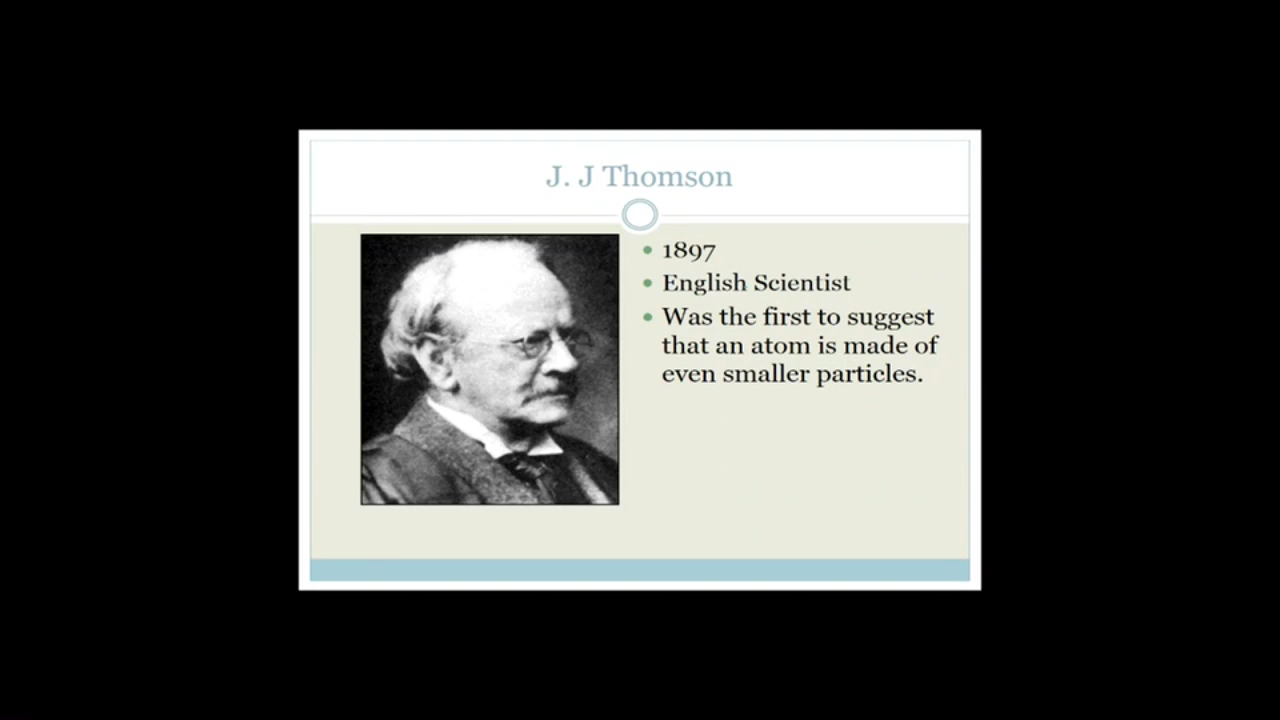 J. J Thomson
1897
English Scientist
Was the first to suggest
that an atom is made of
even smaller particles.